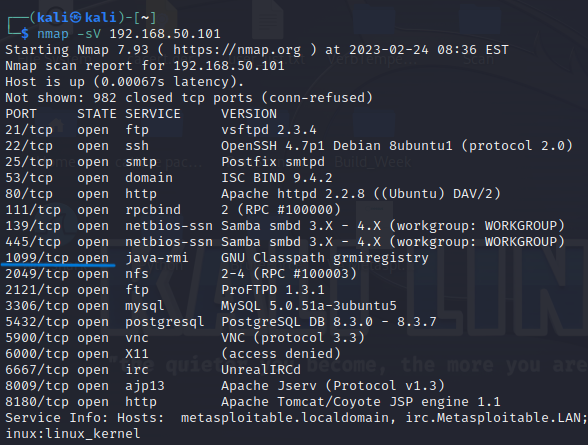 ┌──(kali㉿kali)-[~]
└─$ nmap -sV 192.168.50.101
Starting Nmap 7.93 ( https://nmap.org ) at 2023-02-24 08:36 EST
Nmap scan report for 192.168.50.101
Host is up (0.00067s latency).
Not shown: 982 closed tcp ports (conn-refused)
PORT     STATE SERVICE     VERSION
21/tcp   open  ftp         vsftpd 2.3.4
22/tcp   open  ssh         OpenSSH 4.7p1 Debian 8ubuntu1 (protocol 2.0)
25/tcp   open  smtp        Postfix smtpd
53/tcp   open  domain      ISC BIND 9.4.2
80/tcp   open  http        Apache httpd 2.2.8 ((Ubuntu) DAV/2)
111/tcp  open  rpcbind     2 (RPC #100000)
139/tcp  open  netbios-ssn Samba smbd 3.X - 4.X (workgroup: WORKGROUP)
445/tcp  open  netbios-ssn Samba smbd 3.X - 4.X (workgroup: WORKGROUP)
1099/tcp open  java-rmi    GNU Classpath grmiregistry
2049/tcp open  nfs         2-4 (RPC #100003)
2121/tcp open  ftp         ProFTPD 1.3.1
3306/tcp open  mysql       MySQL 5.0.51a-3ubuntu5
5432/tcp open  postgresql  PostgreSQL DB 8.3.0 - 8.3.7
5900/tcp open  vnc         VNC (protocol 3.3)
6000/tcp open  X11         (access denied)
6667/tcp open  irc         UnrealIRCd
8009/tcp open  ajp13       Apache Jserv (Protocol v1.3)
8180/tcp open  http        Apache Tomcat/Coyote JSP engine 1.1
Service Info: Hosts:  metasploitable.localdomain, irc.Metasploitable.LAN;
inux:linux_kernel